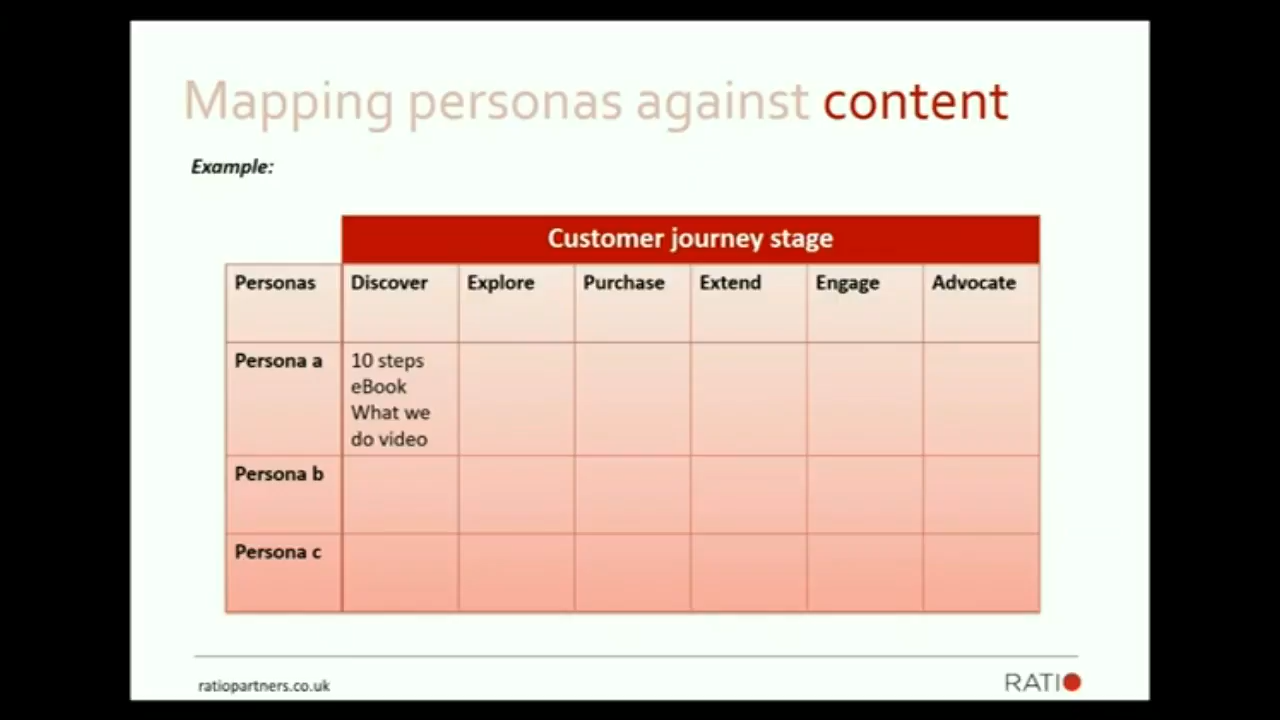 Mapping personas against content
Example:
Customer journey stage
Personas Discover Explore Purchase Extend Engage Advocate
Persona a 10 steps
eBook
What we
do video
Persona b
Persona c
ratiopartners.co.uk
RATIO